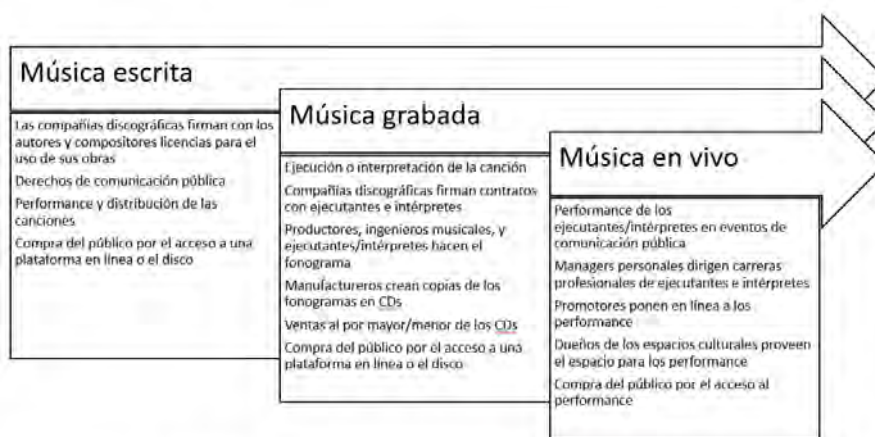 Música escrita
Las compañías discográficas firman con los
autores y compositores licencias para el
uso de sus obras
Derechos de comunicación pública
Performance y distribución de las
canciones
Compra del público por el acceso a una
plataforma en línea o el disco
Música grabada
Ejecución o interpretación de la canción
Compañías discográficas firman contratos
con ejecutantes e intérpretes
Productores, ingenieros musicales, y
ejecutantes/intérpretes hacen el
fonograma
Manufactureros crean copias de los
fonogramas en CDs
Ventas al por mayor/menor de los CDs
Compra del público por el acceso a una
plataforma en línea o el disco
Música en vivo
Performance de los
ejecutantes/intérpretes en eventos de
comunicación pública
Managers personales dirigen carreras
profesionales de ejecutantes e intérpretes
Promotores ponen en línea a los
performance
Dueños de los espacios culturales proveen
el espacio para los performance
Compra del público por el acceso al
performance